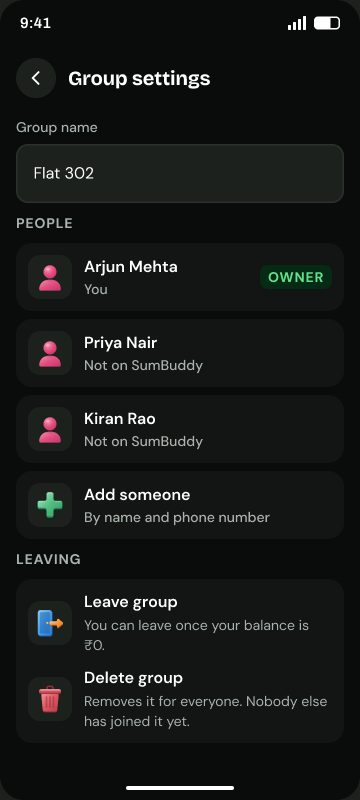 9:41
Group settings
Group name
Flat 302
PEOPLE
Arjun Mehta
You
OWNER
Priya Nair
Not on SumBuddy
Kiran Rao
Not on SumBuddy
Add someone
By name and phone number
LEAVING
Leave group
You can leave once your balance is
₹0.
Delete group
Removes it for everyone. Nobody else
has joined it yet.